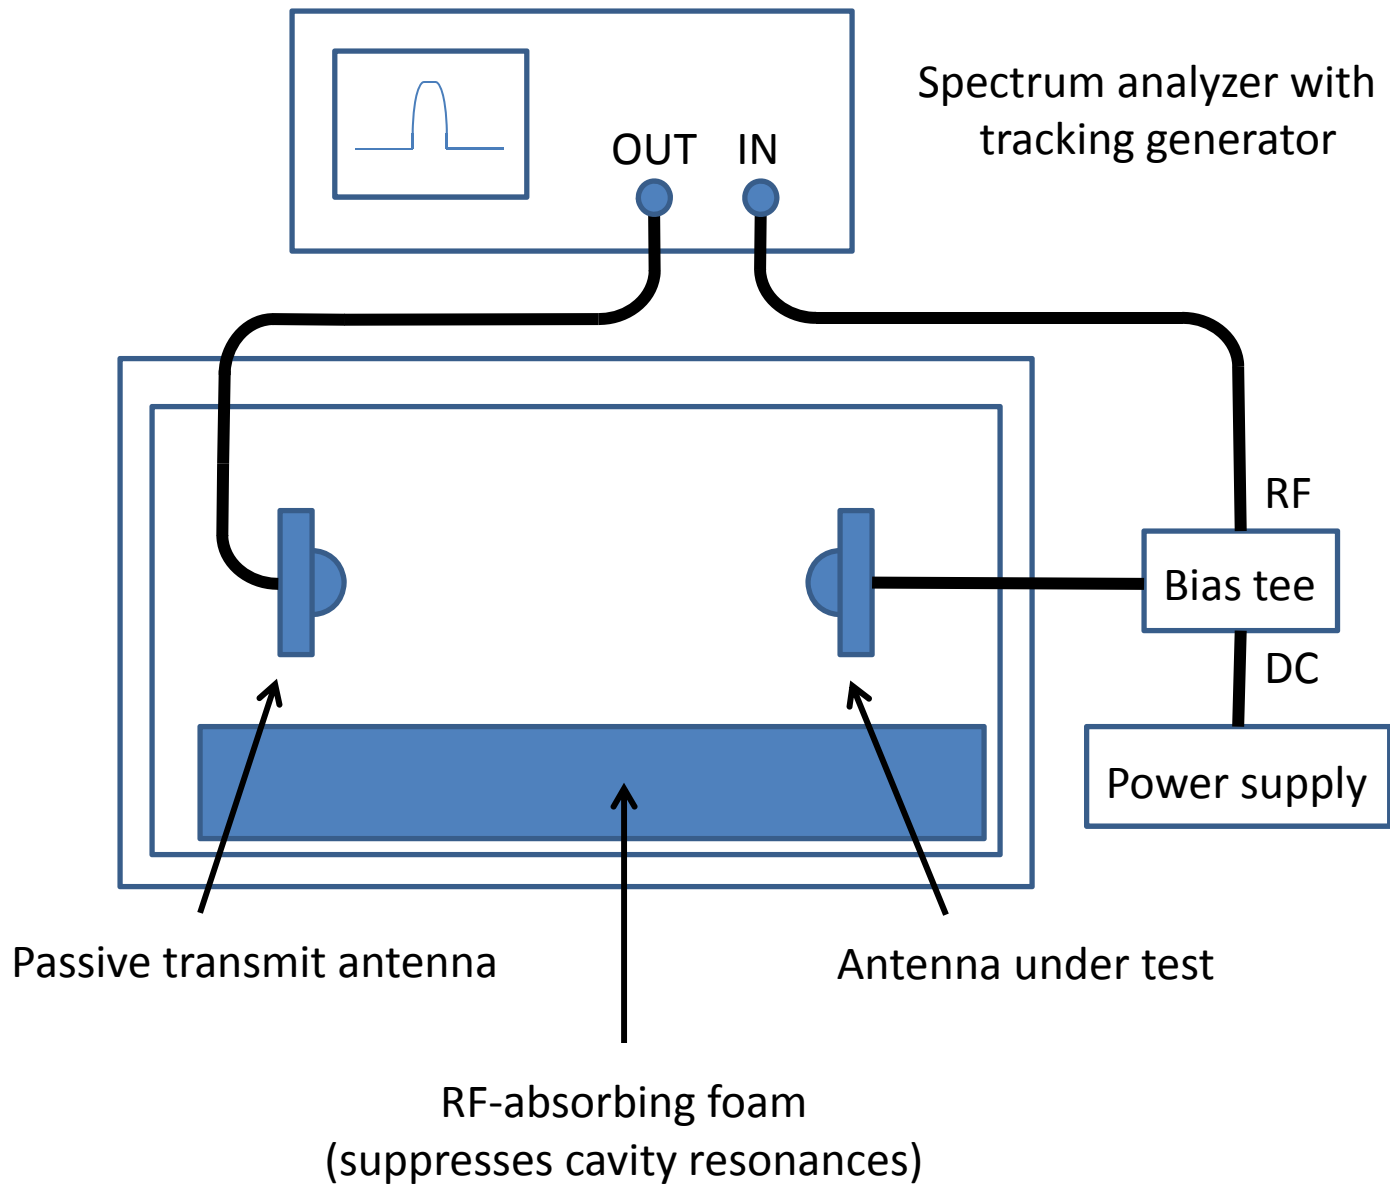 Spectrum analyzer with
tracking generator
OUT IN
RF
Bias tee
DC
Power supply
Passive transmit antenna
Antenna under test
RF-absorbing foam
(suppresses cavity resonances)